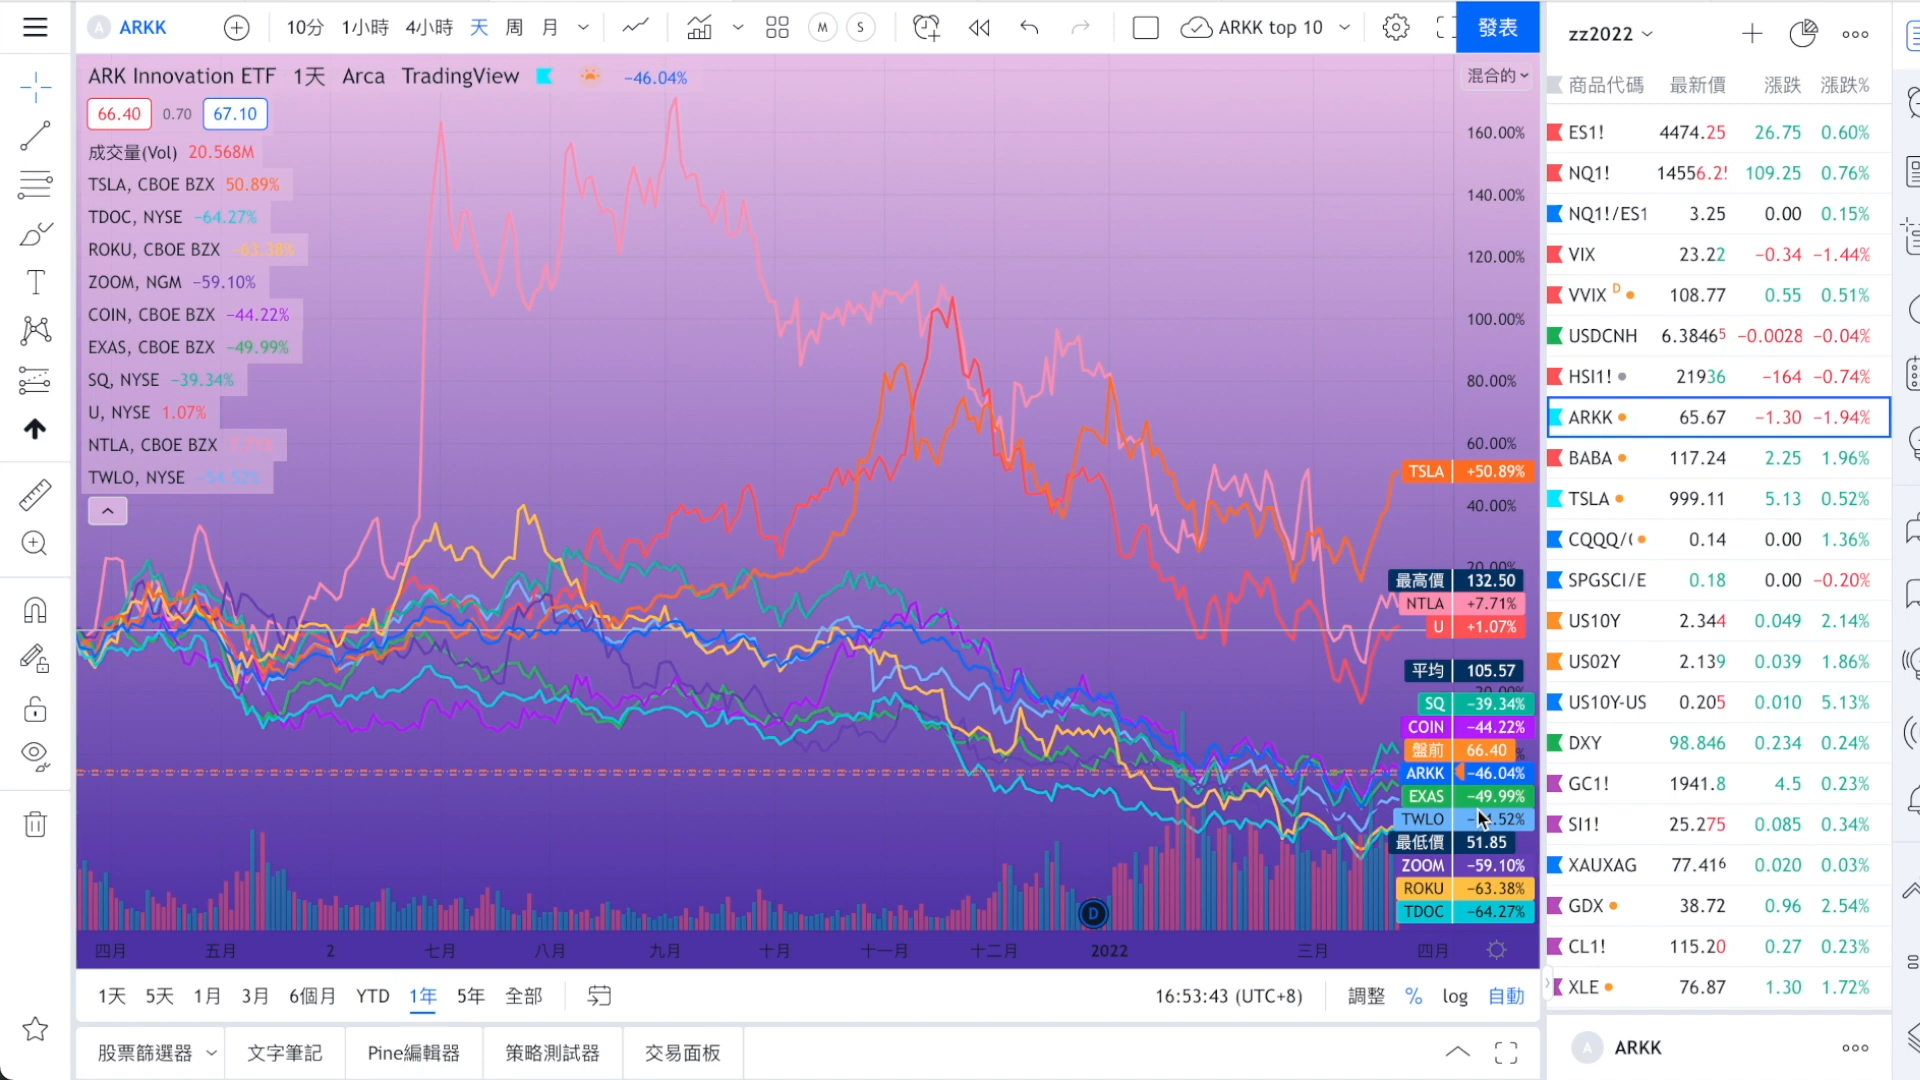 A ARKK 10分 1小時 4小時 天 周 月 M S ARKK top 10 發表
ARK Innovation ETF 1天 Arca TradingView −46.04% 混合的
66.40 0.70 67.10
成交量(Vol) 20.568M
TSLA, CBOE BZX 50.89%
TDOC, NYSE −64.27%
ROKU, CBOE BZX −63.38%
ZOOM, NGM −59.10%
COIN, CBOE BZX −44.22%
EXAS, CBOE BZX −49.99%
SQ, NYSE −39.34%
U, NYSE 1.07%
NTLA, CBOE BZX 7.71%
TWLO, NYSE −54.52%
160.00%
140.00%
120.00%
100.00%
80.00%
60.00%
TSLA +50.89%
40.00%
20.00%
最高價 132.50
NTLA +7.71%
U +1.07%
平均 105.57
SQ −39.34%
COIN −44.22%
盤前 66.40
ARKK −46.04%
EXAS −49.99%
TWLO .52%
最低價 51.85
ZOOM −59.10%
ROKU −63.38%
TDOC −64.27%
D
四月 五月 2 七月 八月 九月 十月 十一月 十二月 2022 三月 四月
1天 5天 1月 3月 6個月 YTD 1年 5年 全部 16:53:43 (UTC+8) 調整 % log 自動
股票篩選器 文字筆記 Pine編輯器 策略測試器 交易面板
zz2022
商品代碼 最新價 漲跌 漲跌%
ES1! 4474.25 26.75 0.60%
NQ1! 14556.2 109.25 0.76%
NQ1!/ES1 3.25 0.00 0.15%
VIX 23.22 −0.34 −1.44%
VVIX D 108.77 0.55 0.51%
USDCNH 6.38465 −0.0028 −0.04%
HSI1! 21936 −164 −0.74%
ARKK 65.67 −1.30 −1.94%
BABA 117.24 2.25 1.96%
TSLA 999.11 5.13 0.52%
CQQQ/ 0.14 0.00 1.36%
SPGSCI/E 0.18 0.00 −0.20%
US10Y 2.344 0.049 2.14%
US02Y 2.139 0.039 1.86%
US10Y-US 0.205 0.010 5.13%
DXY 98.846 0.234 0.24%
GC1! 1941.8 4.5 0.23%
SI1! 25.275 0.085 0.34%
XAUXAG 77.416 0.020 0.03%
GDX 38.72 0.96 2.54%
CL1! 115.20 0.27 0.23%
XLE 76.87 1.30 1.72%
A ARKK